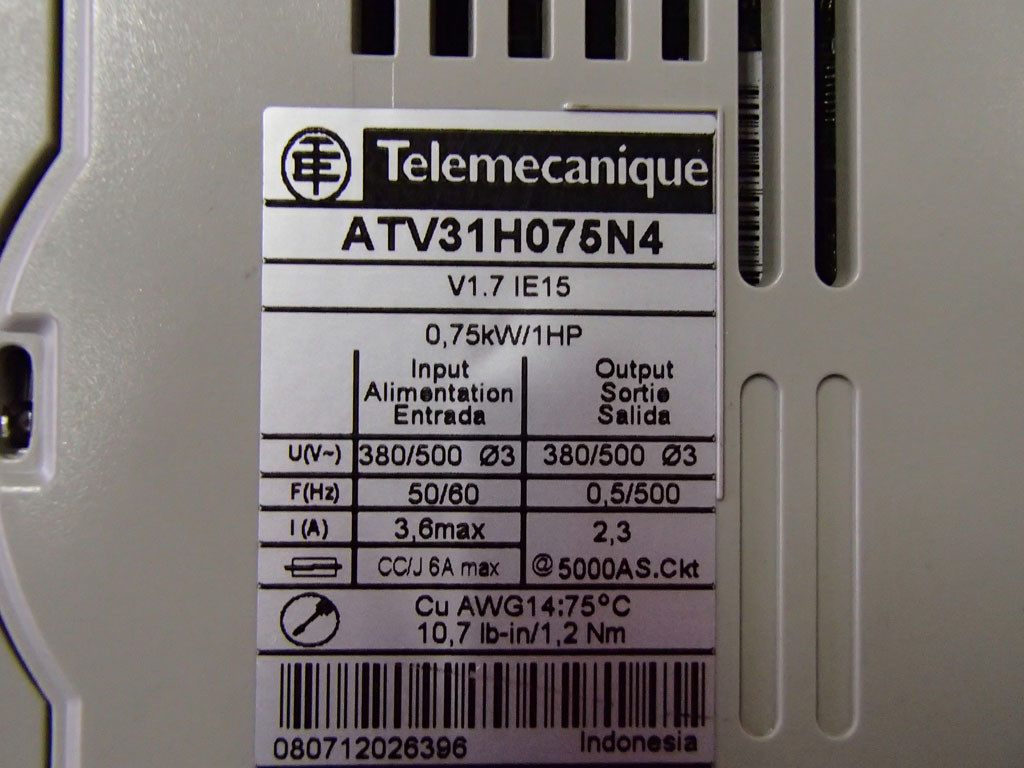 Telemecanique
ATV31H075N4
V1.7 IE15
0,75kW/1HP
Input Output
Alimentation Sortie
Entrada Salida
U(V~) 380/500 Ø3 380/500 Ø3
F(Hz) 50/60 0,5/500
I (A) 3,6max 2,3
CC/J 6A max @ 5000AS.Ckt
Cu AWG14:75°C
10,7 lb-in/1,2 Nm
080712026396 Indonesia